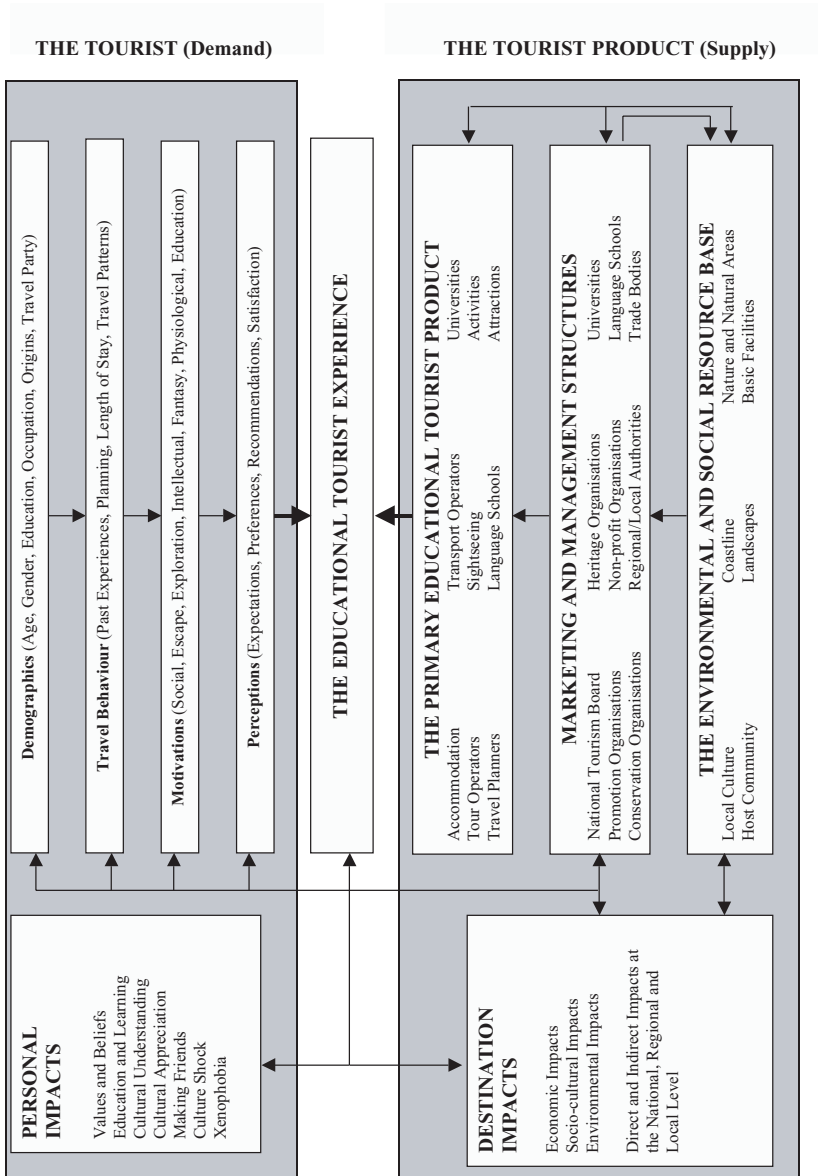 THE TOURIST (Demand)
PERSONAL
IMPACTS
Values and Beliefs
Education and Learning
Cultural Understanding
Cultural Appreciation
Making Friends
Culture Shock
Xenophobia
Demographics (Age, Gender, Education, Occupation, Origins, Travel Party)
Travel Behaviour (Past Experiences, Planning, Length of Stay, Travel Patterns)
Motivations (Social, Escape, Exploration, Intellectual, Fantasy, Physiological, Education)
Perceptions (Expectations, Preferences, Recommendations, Satisfaction)
THE EDUCATIONAL TOURIST EXPERIENCE
THE TOURIST PRODUCT (Supply)
DESTINATION
IMPACTS
Economic Impacts
Socio-cultural Impacts
Environmental Impacts
Direct and Indirect Impacts at
the National, Regional and
Local Level
THE PRIMARY EDUCATIONAL TOURIST PRODUCT
Accommodation Transport Operators Universities
Tour Operators Sightseeing Activities
Travel Planners Language Schools Attractions
MARKETING AND MANAGEMENT STRUCTURES
National Tourism Board Heritage Organisations Universities
Promotion Organisations Non-profit Organisations Language Schools
Conservation Organisations Regional/Local Authorities Trade Bodies
THE ENVIRONMENTAL AND SOCIAL RESOURCE BASE
Local Culture Coastline Nature and Natural Areas
Host Community Landscapes Basic Facilities